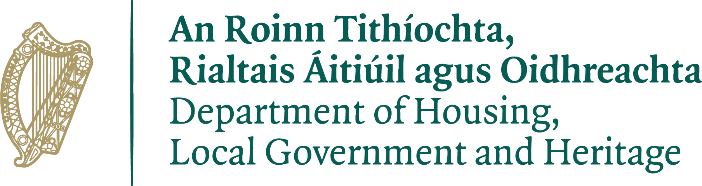 An Roinn Tithíochta,
Rialtais Áitiúil agus Oidhreachta
Department of Housing,
Local Government and Heritage